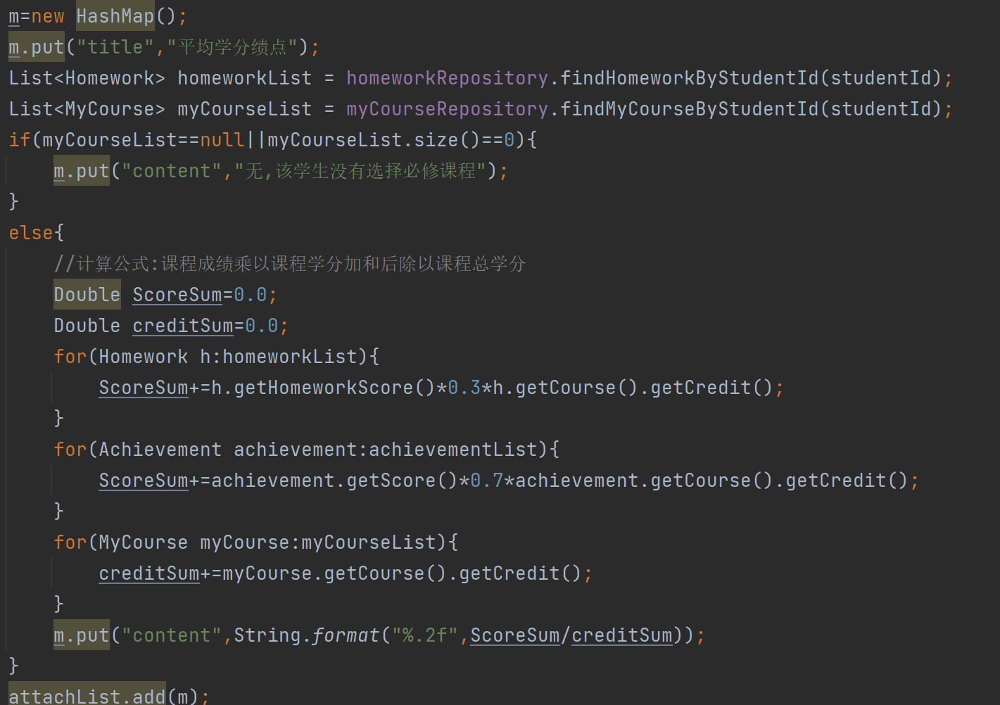 m=new HashMap();
m.put("title","平均学分绩点");
List<Homework> homeworkList = homeworkRepository.findHomeworkByStudentId(studentId);
List<MyCourse> myCourseList = myCourseRepository.findMyCourseByStudentId(studentId);
if(myCourseList==null||myCourseList.size()==0){
    m.put("content","无,该学生没有选择必修课程");
}
else{
    //计算公式:课程成绩乘以课程学分加和后除以课程总学分
    Double ScoreSum=0.0;
    Double creditSum=0.0;
    for(Homework h:homeworkList){
        ScoreSum+=h.getHomeworkScore()*0.3*h.getCourse().getCredit();
    }
    for(Achievement achievement:achievementList){
        ScoreSum+=achievement.getScore()*0.7*achievement.getCourse().getCredit();
    }
    for(MyCourse myCourse:myCourseList){
        creditSum+=myCourse.getCourse().getCredit();
    }
    m.put("content",String.format("%.2f",ScoreSum/creditSum));
}
attachList.add(m);